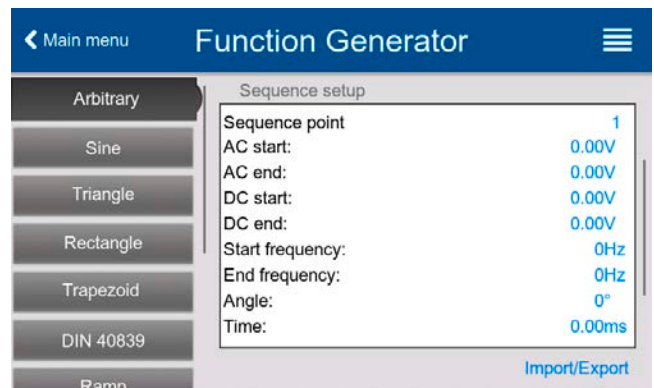 Main menu
Function Generator
Arbitrary
Sine
Triangle
Rectangle
Trapezoid
DIN 40839
Ramp
Sequence setup
Sequence point 1
AC start: 0.00V
AC end: 0.00V
DC start: 0.00V
DC end: 0.00V
Start frequency: 0Hz
End frequency: 0Hz
Angle: 0°
Time: 0.00ms
Import/Export